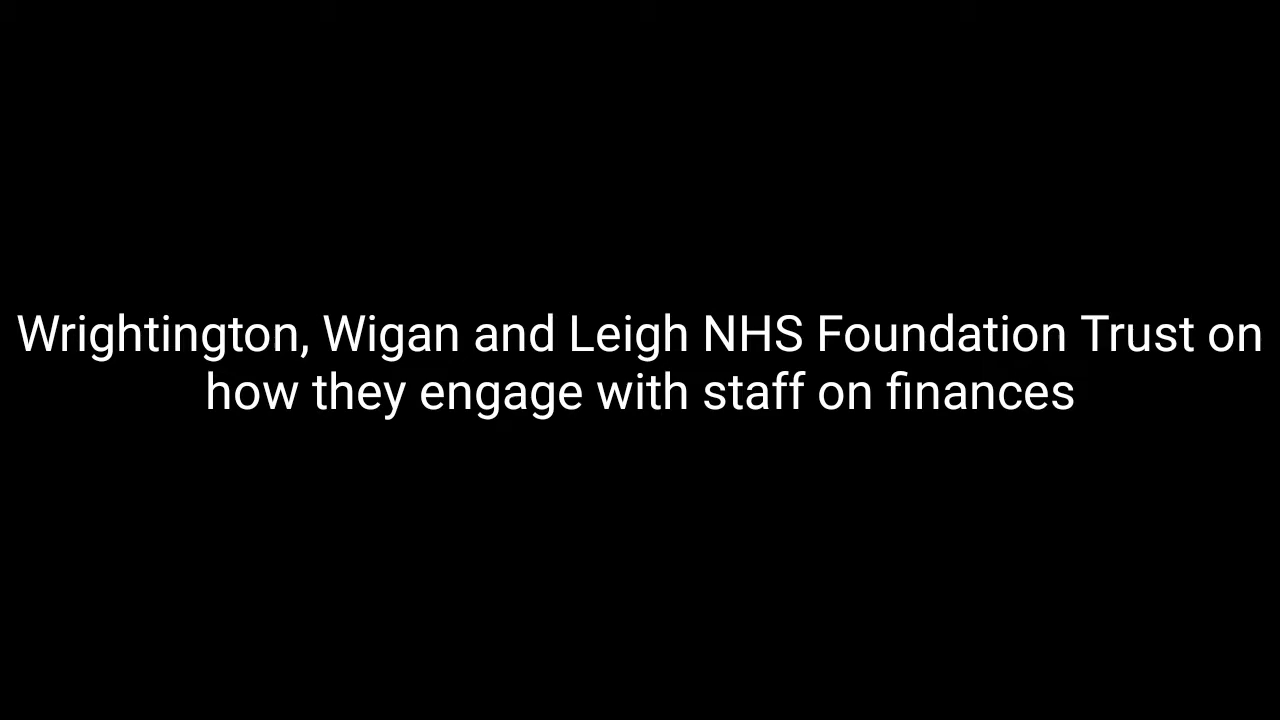 Wrightington, Wigan and Leigh NHS Foundation Trust on
how they engage with staff on finances